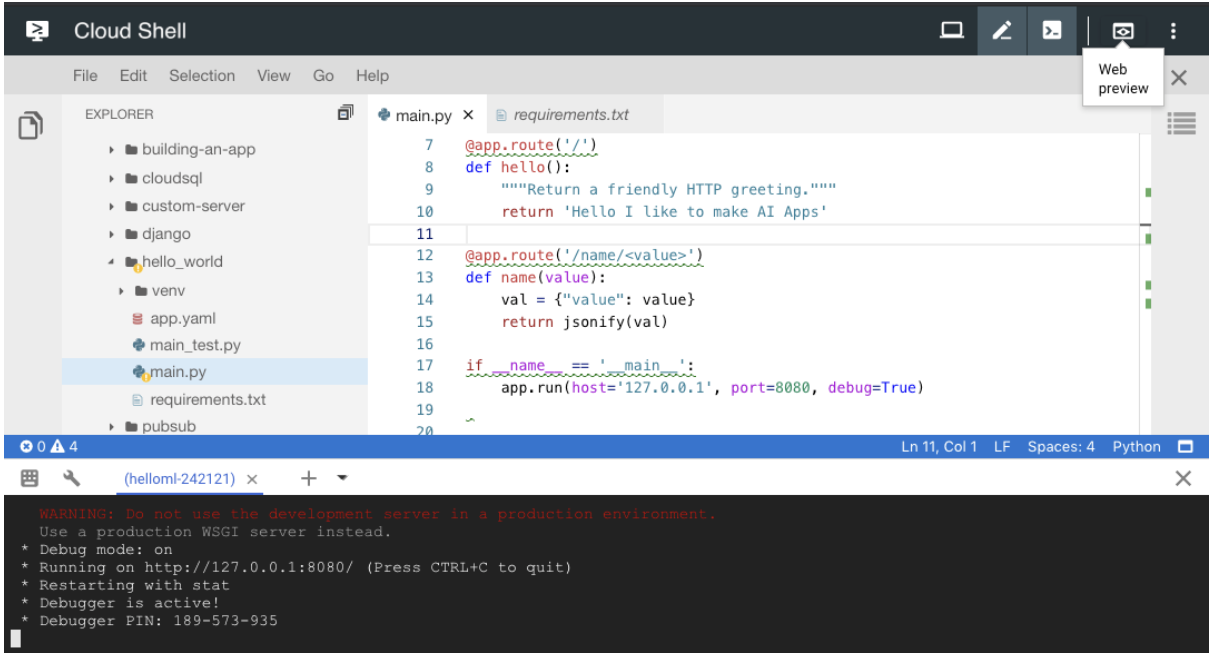 Cloud Shell
Web
preview
File Edit Selection View Go Help
EXPLORER
building-an-app
cloudsql
custom-server
django
hello_world
venv
app.yaml
main_test.py
main.py
requirements.txt
pubsub
main.py requirements.txt
7 @app.route('/')
8 def hello():
9     """Return a friendly HTTP greeting."""
10     return 'Hello I like to make AI Apps'
11
12 @app.route('/name/<value>')
13 def name(value):
14     val = {"value": value}
15     return jsonify(val)
16
17 if __name__ == '__main__':
18     app.run(host='127.0.0.1', port=8080, debug=True)
19
20
0 4 Ln 11, Col 1 LF Spaces: 4 Python
(helloml-242121)
WARNING: Do not use the development server in a production environment.
Use a production WSGI server instead.
* Debug mode: on
* Running on http://127.0.0.1:8080/ (Press CTRL+C to quit)
* Restarting with stat
* Debugger is active!
* Debugger PIN: 189-573-935